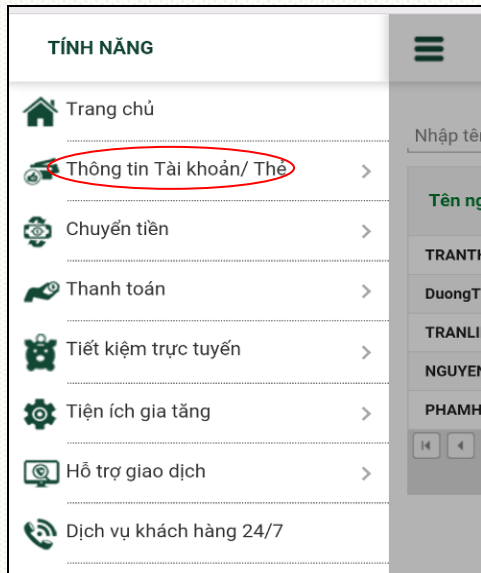 TÍNH NĂNG
Trang chủ
Thông tin Tài khoản/ Thẻ
Chuyển tiền
Thanh toán
Tiết kiệm trực tuyến
Tiện ích gia tăng
Hỗ trợ giao dịch
Dịch vụ khách hàng 24/7
Nhập tê
Tên ng
TRANTH
DuongT
TRANLI
NGUYEN
PHAMH